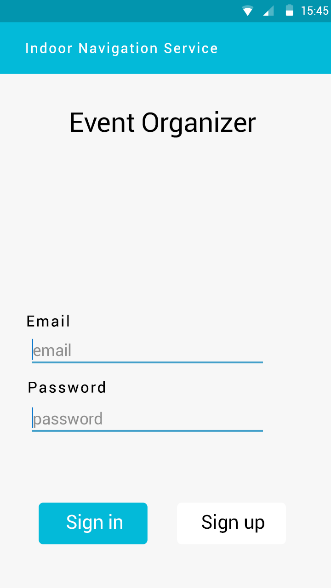 15:45
Indoor Navigation Service
Event Organizer
Email
email
Password
password
Sign in
Sign up